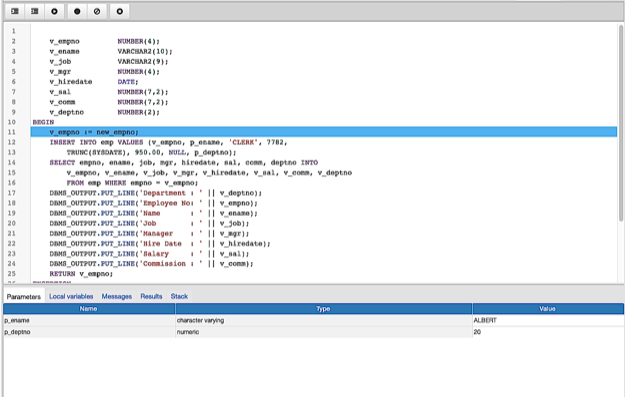 1
2 v_empno NUMBER(4);
3 v_ename VARCHAR2(10);
4 v_job VARCHAR2(9);
5 v_mgr NUMBER(4);
6 v_hiredate DATE;
7 v_sal NUMBER(7,2);
8 v_comm NUMBER(7,2);
9 v_deptno NUMBER(2);
10 BEGIN
11 v_empno := new_empno;
12 INSERT INTO emp VALUES (v_empno, p_ename, 'CLERK', 7782,
13 TRUNC(SYSDATE), 950.00, NULL, p_deptno);
14 SELECT empno, ename, job, mgr, hiredate, sal, comm, deptno INTO
15 v_empno, v_ename, v_job, v_mgr, v_hiredate, v_sal, v_comm, v_deptno
16 FROM emp WHERE empno = v_empno;
17 DBMS_OUTPUT.PUT_LINE('Department : ' || v_deptno);
18 DBMS_OUTPUT.PUT_LINE('Employee No: ' || v_empno);
19 DBMS_OUTPUT.PUT_LINE('Name : ' || v_ename);
20 DBMS_OUTPUT.PUT_LINE('Job : ' || v_job);
21 DBMS_OUTPUT.PUT_LINE('Manager : ' || v_mgr);
22 DBMS_OUTPUT.PUT_LINE('Hire Date : ' || v_hiredate);
23 DBMS_OUTPUT.PUT_LINE('Salary : ' || v_sal);
24 DBMS_OUTPUT.PUT_LINE('Commission : ' || v_comm);
25 RETURN v_empno;
Parameters Local variables Messages Results Stack
Name Type Value
p_ename character varying ALBERT
p_deptno numeric 20